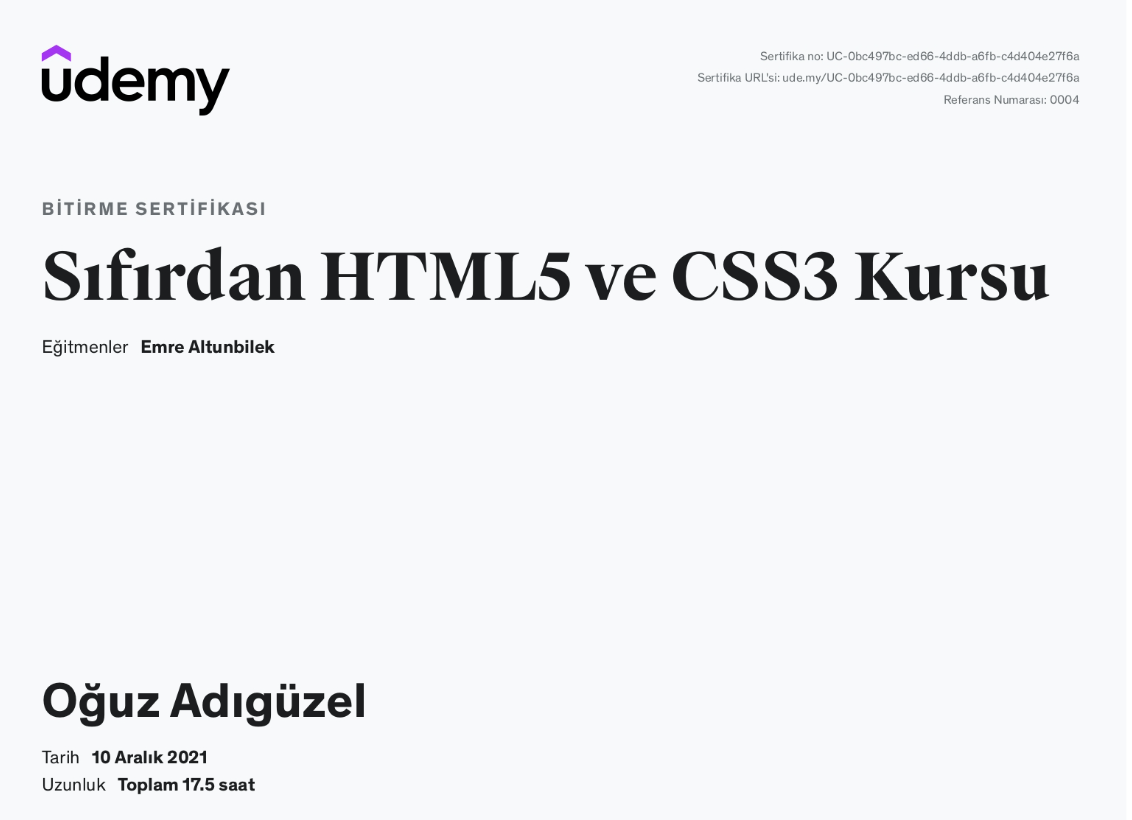 udemy
Sertifika no: UC-0bc497bc-ed66-4ddb-a6fb-c4d404e27f6a
Sertifika URL'si: ude.my/UC-0bc497bc-ed66-4ddb-a6fb-c4d404e27f6a
Referans Numarası: 0004
BİTİRME SERTİFİKASI
Sıfırdan HTML5 ve CSS3 Kursu
Eğitmenler Emre Altunbilek
Oğuz Adıgüzel
Tarih 10 Aralık 2021
Uzunluk Toplam 17.5 saat